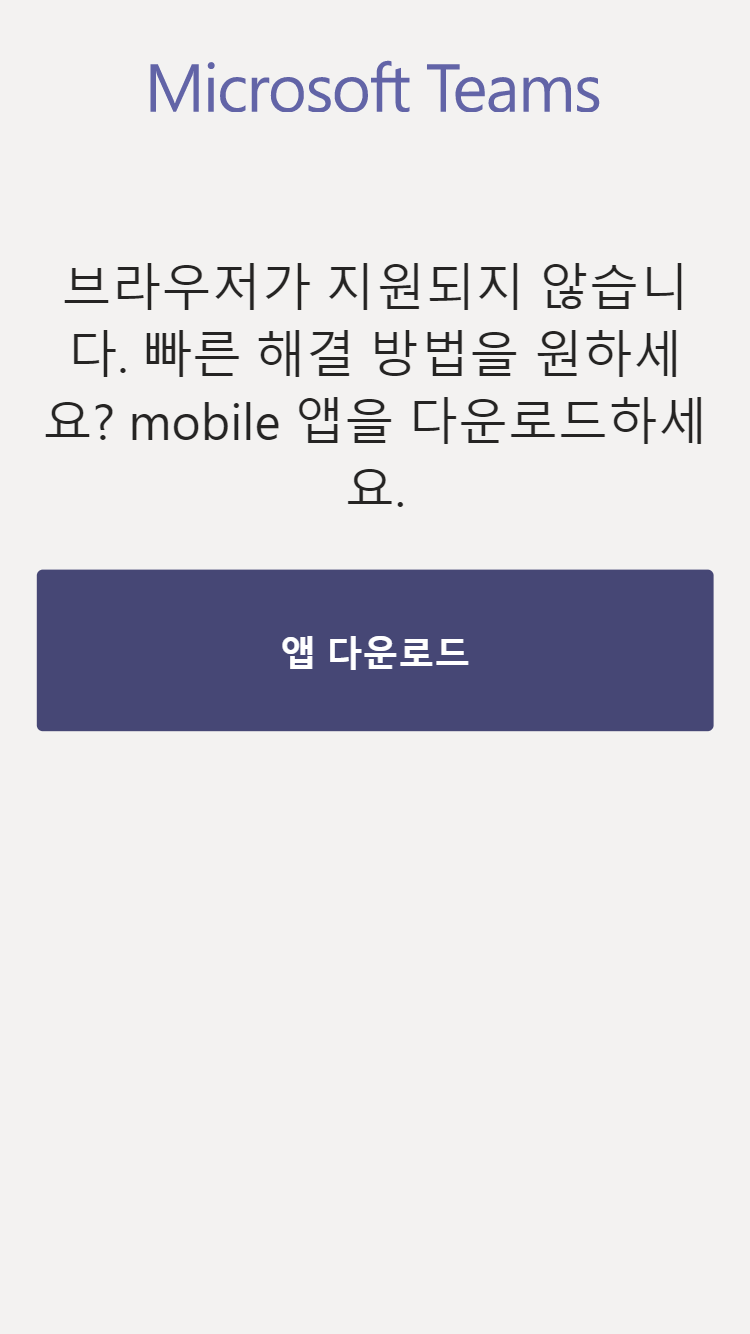 Microsoft Teams
브라우저가 지원되지 않습니
다. 빠른 해결 방법을 원하세
요? mobile 앱을 다운로드하세
요.
앱 다운로드